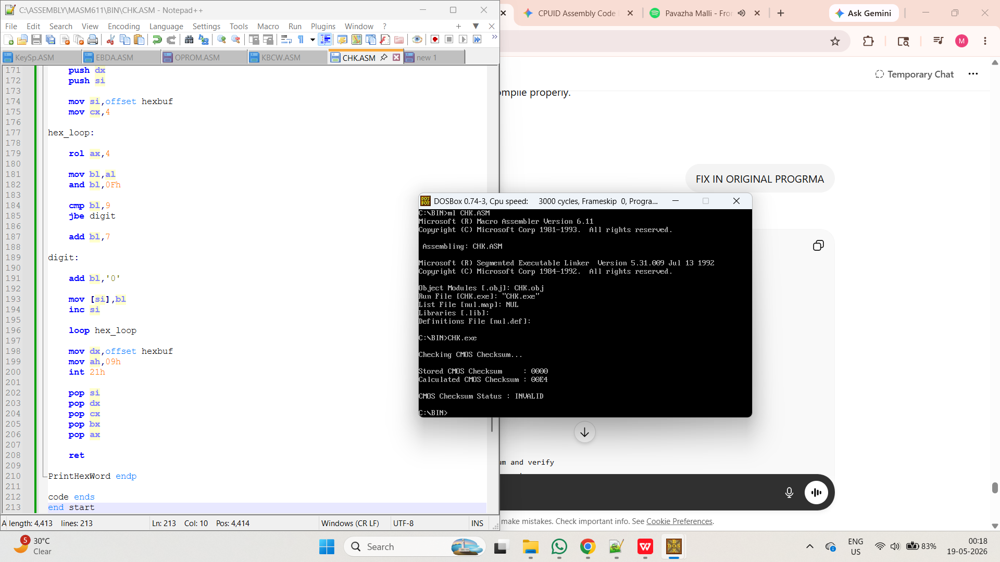 C:\ASSEMBLY\MASM611\BIN\CHK.ASM - Notepad++
File Edit Search View Encoding Language Settings Tools Macro Run Plugins Window ?
KeySp.ASM EBDA.ASM OPROM.ASM KBCW.ASM CHK.ASM new 1
171 push dx
172 push si
173
174 mov si,offset hexbuf
175 mov cx,4
176
177 hex_loop:
178
179 rol ax,4
180
181 mov bl,al
182 and bl,0Fh
183
184 cmp bl,9
185 jbe digit
186
187 add bl,7
188
189 digit:
190
191 add bl,'0'
192
193 mov [si],bl
194 inc si
195
196 loop hex_loop
197
198 mov dx,offset hexbuf
199 mov ah,09h
200 int 21h
201
202 pop si
203 pop dx
204 pop cx
205 pop bx
206 pop ax
207
208 ret
209
210 PrintHexWord endp
211
212 code ends
213 end start
A length: 4,413 lines: 213 Ln: 213 Col: 10 Pos: 4,414 Windows (CR LF) UTF-8 INS
CPUID Assembly Code
Pavazha Malli - Fro
Ask Gemini
M
Temporary Chat
ompile properly.
FIX IN ORIGINAL PROGRMA
DOSBox 0.74-3, Cpu speed: 3000 cycles, Frameskip 0, Progra...
C:\BIN>ml CHK.ASM
Microsoft (R) Macro Assembler Version 6.11
Copyright (C) Microsoft Corp 1981-1993. All rights reserved.
Assembling: CHK.ASM
Microsoft (R) Segmented Executable Linker Version 5.31.009 Jul 13 1992
Copyright (C) Microsoft Corp 1984-1992. All rights reserved.
Object Modules [.obj]: CHK.obj
Run File [CHK.exe]: "CHK.exe"
List File [nul.map]: NUL
Libraries [.lib]:
Definitions File [nul.def]:
C:\BIN>CHK.exe
Checking CMOS Checksum...
Stored CMOS Checksum : 0000
Calculated CMOS Checksum : 00E4
CMOS Checksum Status : INVALID
C:\BIN>
um and verify
make mistakes. Check important info. See Cookie Preferences.
5
30°C
Clear
Search
ENG
US
83%
00:18
19-05-2026